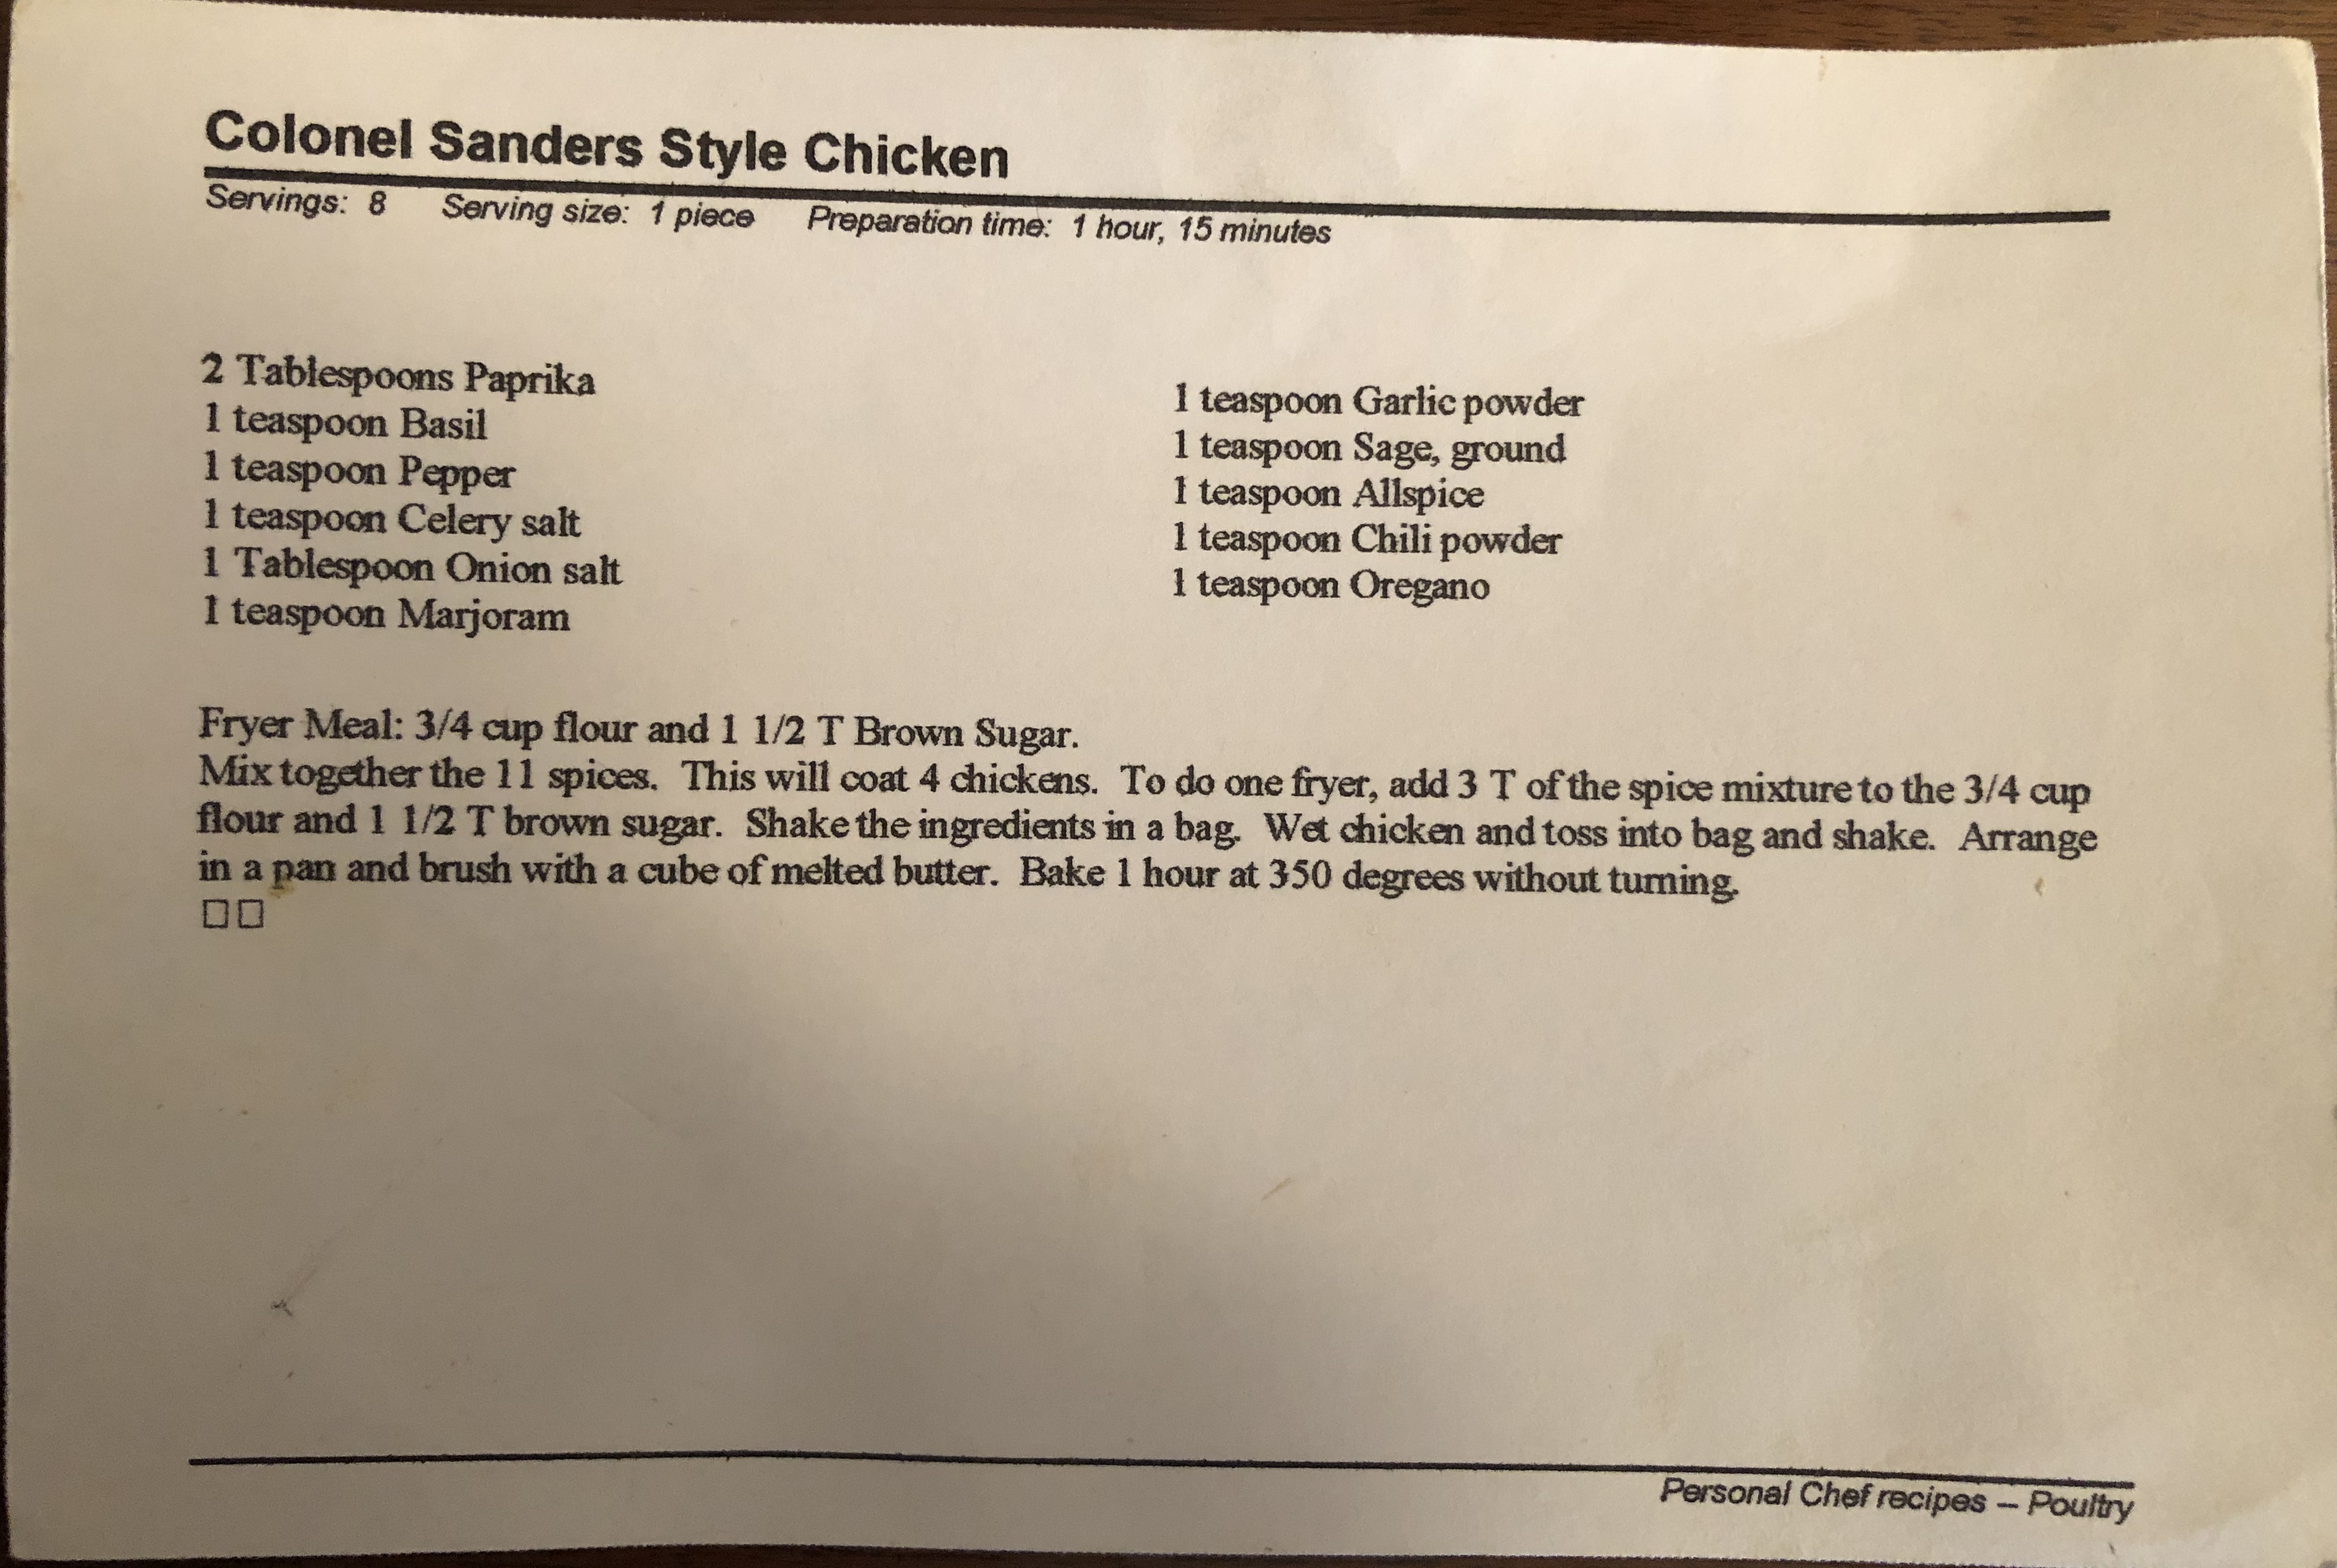 Colonel Sanders Style Chicken
Servings: 8 Serving size: 1 piece Preparation time: 1 hour, 15 minutes
2 Tablespoons Paprika
1 teaspoon Basil
1 teaspoon Pepper
1 teaspoon Celery salt
1 Tablespoon Onion salt
1 teaspoon Marjoram
1 teaspoon Garlic powder
1 teaspoon Sage, ground
1 teaspoon Allspice
1 teaspoon Chili powder
1 teaspoon Oregano
Fryer Meal: 3/4 cup flour and 1 1/2 T Brown Sugar.
Mix together the 11 spices. This will coat 4 chickens. To do one fryer, add 3 T of the spice mixture to the 3/4 cup
flour and 1 1/2 T brown sugar. Shake the ingredients in a bag. Wet chicken and toss into bag and shake. Arrange
in a pan and brush with a cube of melted butter. Bake 1 hour at 350 degrees without turning.
□□
Personal Chef recipes – Poultry